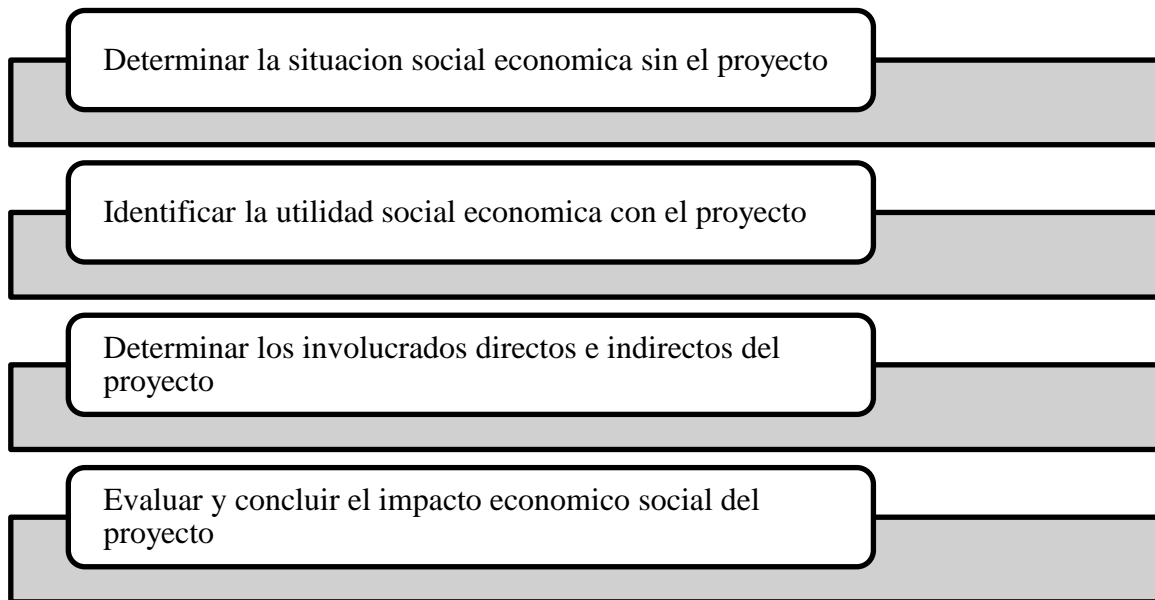 Determinar la situacion social economica sin el proyecto
Identificar la utilidad social economica con el proyecto
Determinar los involucrados directos e indirectos del
proyecto
Evaluar y concluir el impacto economico social del
proyecto